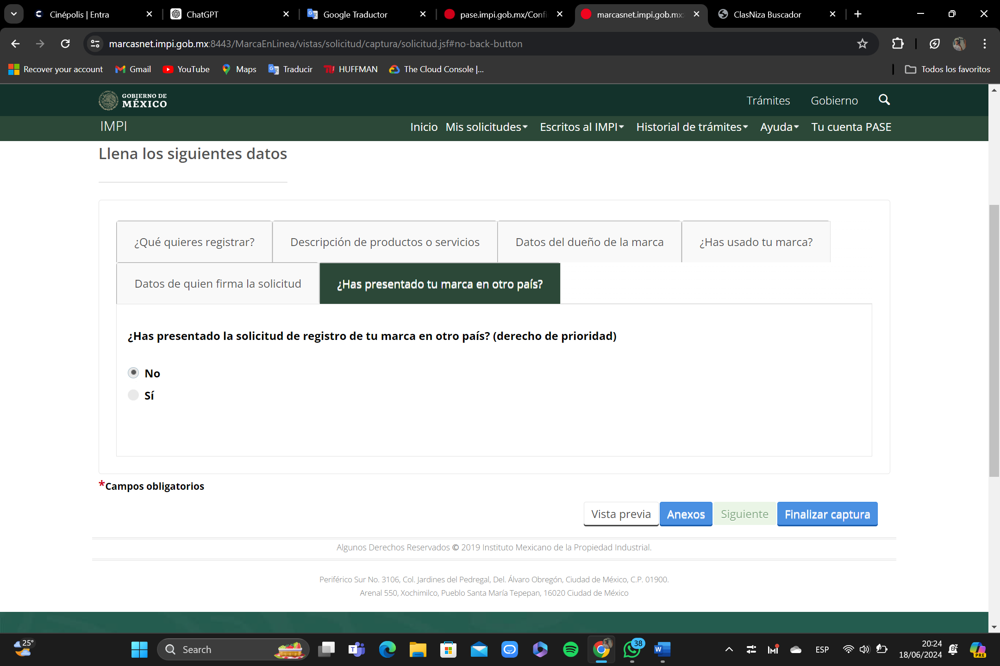 Cinépolis | Entra
ChatGPT
Google Traductor
pase.impi.gob.mx/Confi
marcasnet.impi.gob.mx:
ClasNiza Buscador
marcasnet.impi.gob.mx:8443/MarcaEnLinea/vistas/solicitud/captura/solicitud.jsf#no-back-button
Recover your account
Gmail
YouTube
Maps
Traducir
HUFFMAN
The Cloud Console |...
Todos los favoritos
GOBIERNO DE
MÉXICO
Trámites
Gobierno
IMPI
Inicio
Mis solicitudes
Escritos al IMPI
Historial de trámites
Ayuda
Tu cuenta PASE
Llena los siguientes datos
¿Qué quieres registrar?
Descripción de productos o servicios
Datos del dueño de la marca
¿Has usado tu marca?
Datos de quien firma la solicitud
¿Has presentado tu marca en otro país?
¿Has presentado la solicitud de registro de tu marca en otro país? (derecho de prioridad)
No
Sí
*Campos obligatorios
Vista previa
Anexos
Siguiente
Finalizar captura
Algunos Derechos Reservados © 2019 Instituto Mexicano de la Propiedad Industrial.
Periférico Sur No. 3106, Col. Jardines del Pedregal, Del. Álvaro Obregón, Ciudad de México, C.P. 01900.
Arenal 550, Xochimilco, Pueblo Santa María Tepepan, 16020 Ciudad de México
25°
Search
38
ESP
20:24
18/06/2024
PRE